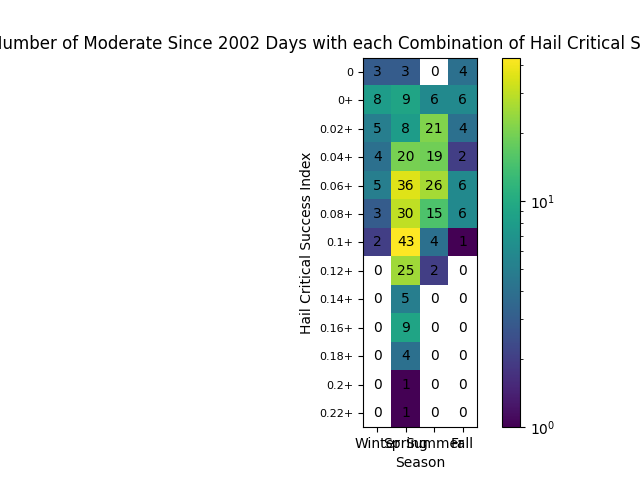 Number of Moderate Since 2002 Days with each Combination of Hail Critical S
0 3 3 0 4
0+ 8 9 6 6
0.02+ 5 8 21 4
0.04+ 4 20 19 2
0.06+ 5 36 26 6
0.08+ 3 30 15 6
0.1+ 2 43 4 1
0.12+ 0 25 2 0
0.14+ 0 5 0 0
0.16+ 0 9 0 0
0.18+ 0 4 0 0
0.2+ 0 1 0 0
0.22+ 0 1 0 0
Hail Critical Success Index
Winter Spring Summer Fall
Season
10¹
10⁰